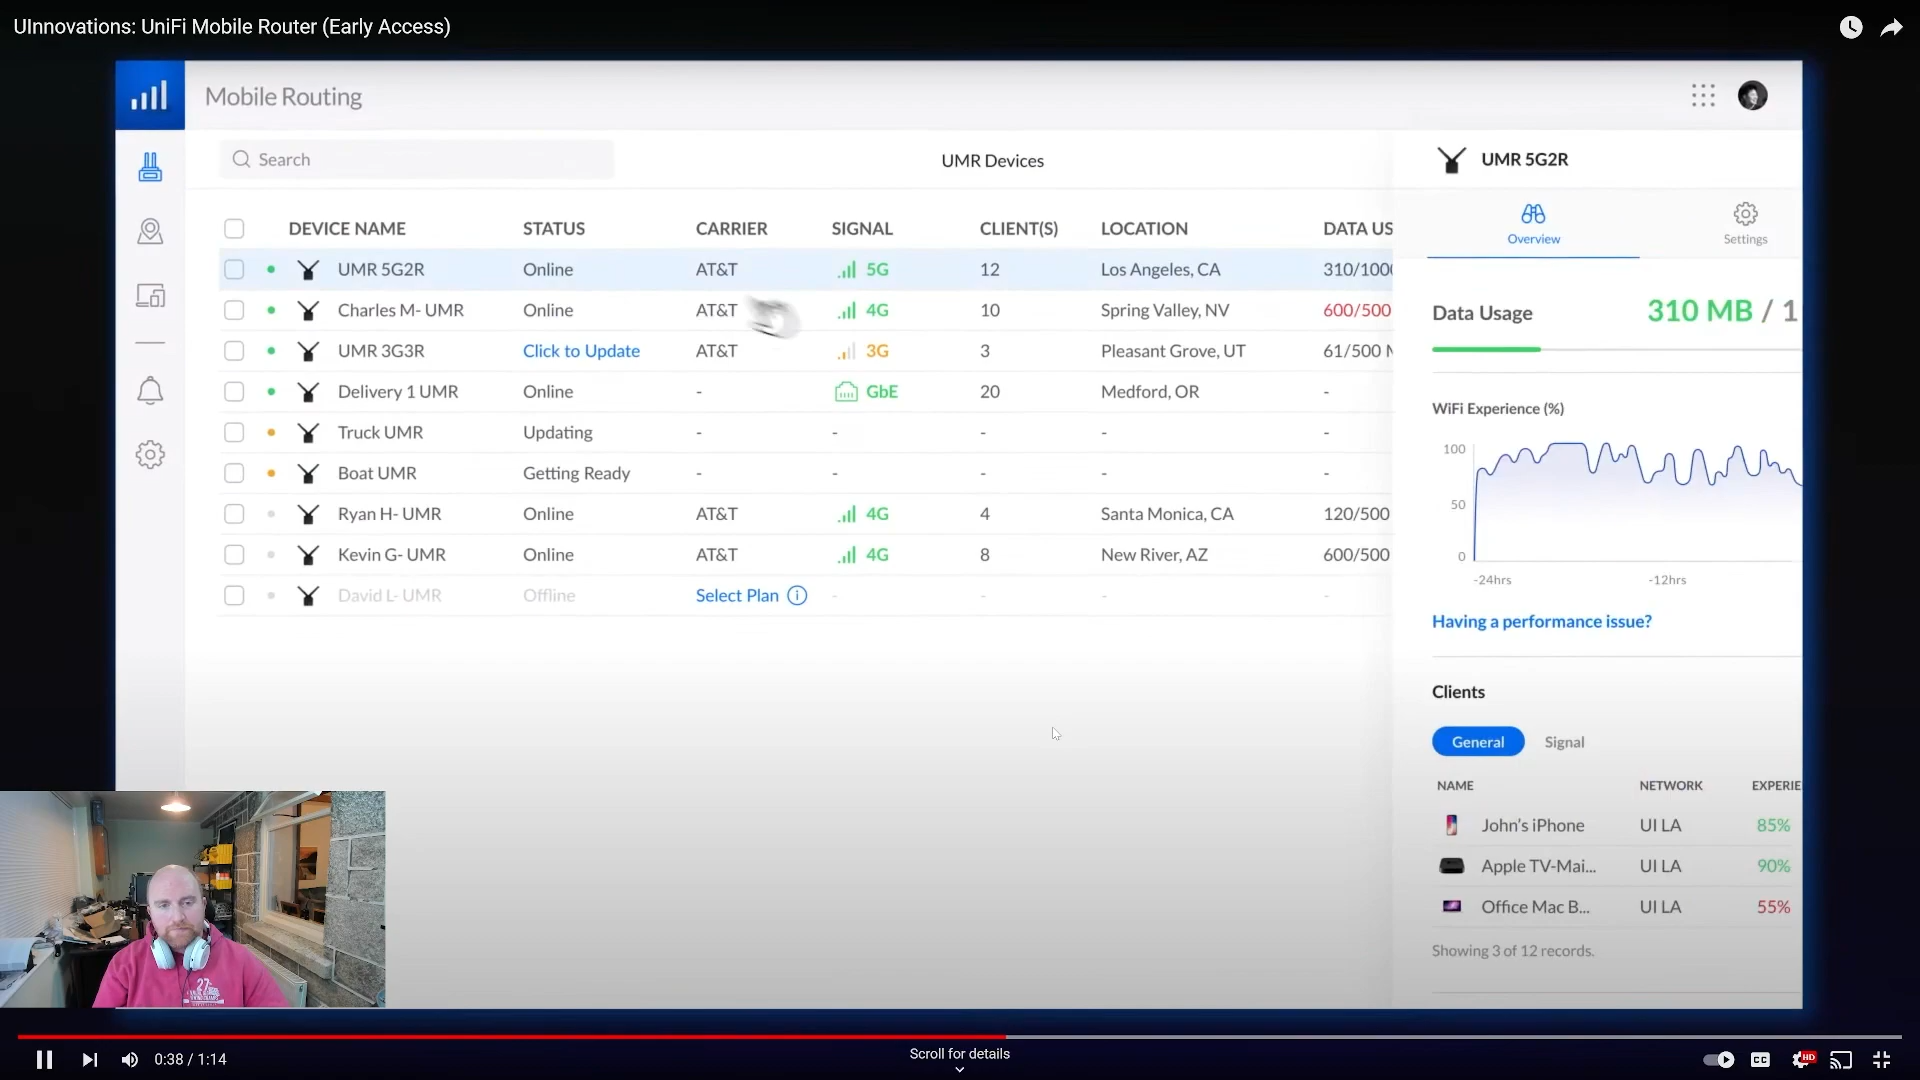 UInnovations: UniFi Mobile Router (Early Access)
Mobile Routing
Search
UMR Devices
UMR 5G2R
Overview
Settings
DEVICE NAME STATUS CARRIER SIGNAL CLIENT(S) LOCATION DATA US
UMR 5G2R Online AT&T 5G 12 Los Angeles, CA 310/100
Charles M- UMR Online AT&T 4G 10 Spring Valley, NV 600/500
UMR 3G3R Click to Update AT&T 3G 3 Pleasant Grove, UT 61/500
Delivery 1 UMR Online - GbE 20 Medford, OR -
Truck UMR Updating - - - - -
Boat UMR Getting Ready - - - - -
Ryan H- UMR Online AT&T 4G 4 Santa Monica, CA 120/500
Kevin G- UMR Online AT&T 4G 8 New River, AZ 600/500
David L- UMR Offline Select Plan - - - -
Data Usage 310 MB / 1
WiFi Experience (%)
100
50
0
-24hrs -12hrs
Having a performance issue?
Clients
General Signal
NAME NETWORK EXPERIE
John's iPhone UI LA 85%
Apple TV-Mai... UI LA 90%
Office Mac B... UI LA 55%
Showing 3 of 12 records.
27
0:38 / 1:14
Scroll for details
CC
HD